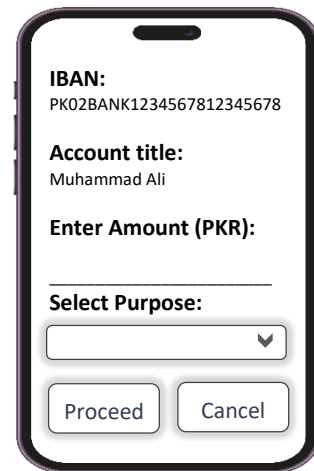 IBAN:
PK02BANK1234567812345678
Account title:
Muhammad Ali
Enter Amount (PKR):
Select Purpose:
Proceed Cancel